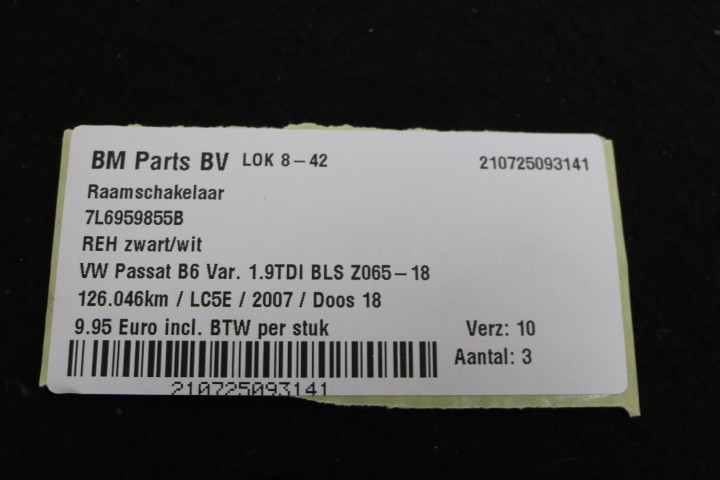 BM Parts BV LOK 8-42 210725093141
Raamschakelaar
7L6959855B
REH zwart/wit
VW Passat B6 Var. 1.9TDI BLS Z065-18
126.046km / LC5E / 2007 / Doos 18
9.95 Euro incl. BTW per stuk Verz: 10
Aantal: 3
210725093141